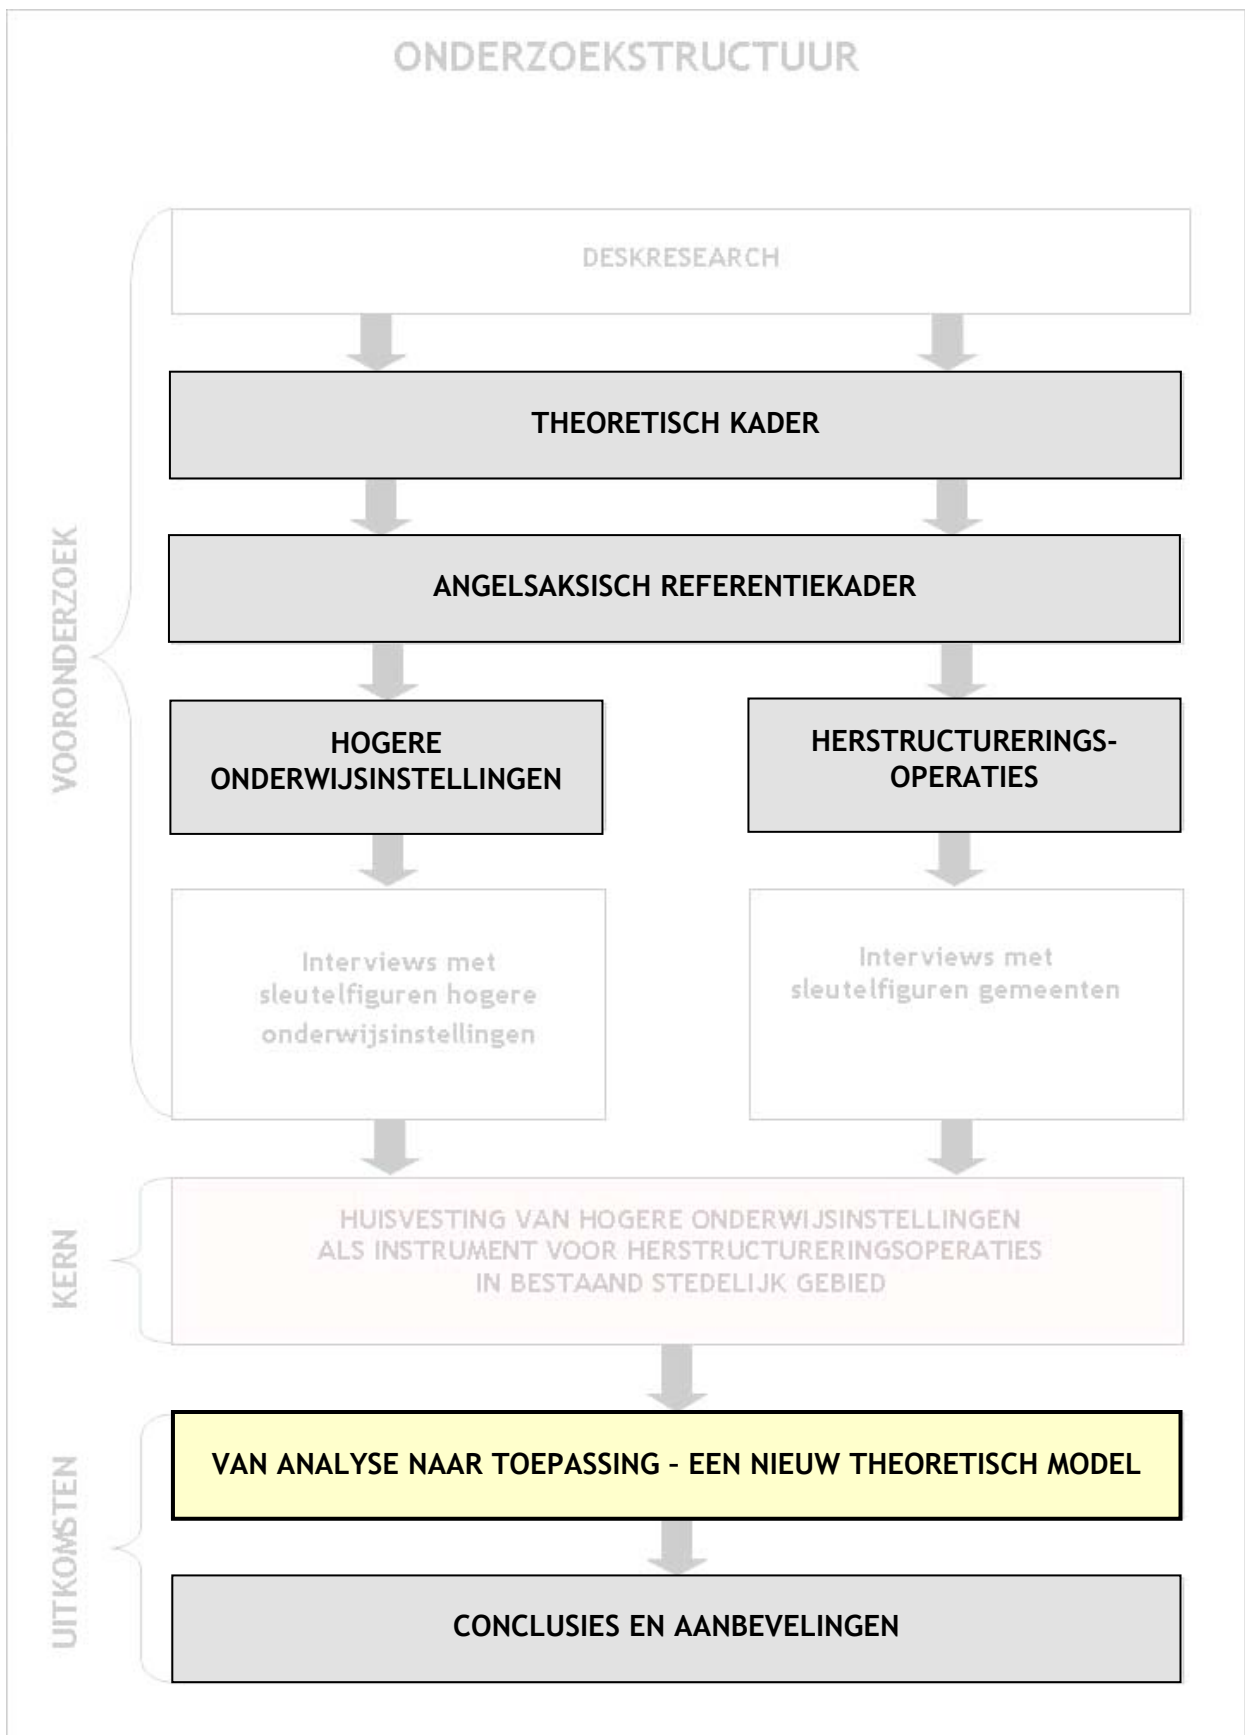 ONDERZOEKSTRUCTUUR
VOORONDERZOEK
DESKRESEARCH
THEORETISCH KADER
ANGELSAKSISCH REFERENTIEKADER
HOGERE
ONDERWIJSINSTELLINGEN
HERSTRUCTURERINGS-
OPERATIES
Interviews met
sleutelfiguren hogere
onderwijsinstellingen
Interviews met
sleutelfiguren gemeenten
KERN
HUISVESTING VAN HOGERE ONDERWIJSINSTELLINGEN
ALS INSTRUMENT VOOR HERSTRUCTURERINGSOPERATIES
IN BESTAAND STEDELIJK GEBIED
UITKOMSTEN
VAN ANALYSE NAAR TOEPASSING – EEN NIEUW THEORETISCH MODEL
CONCLUSIES EN AANBEVELINGEN